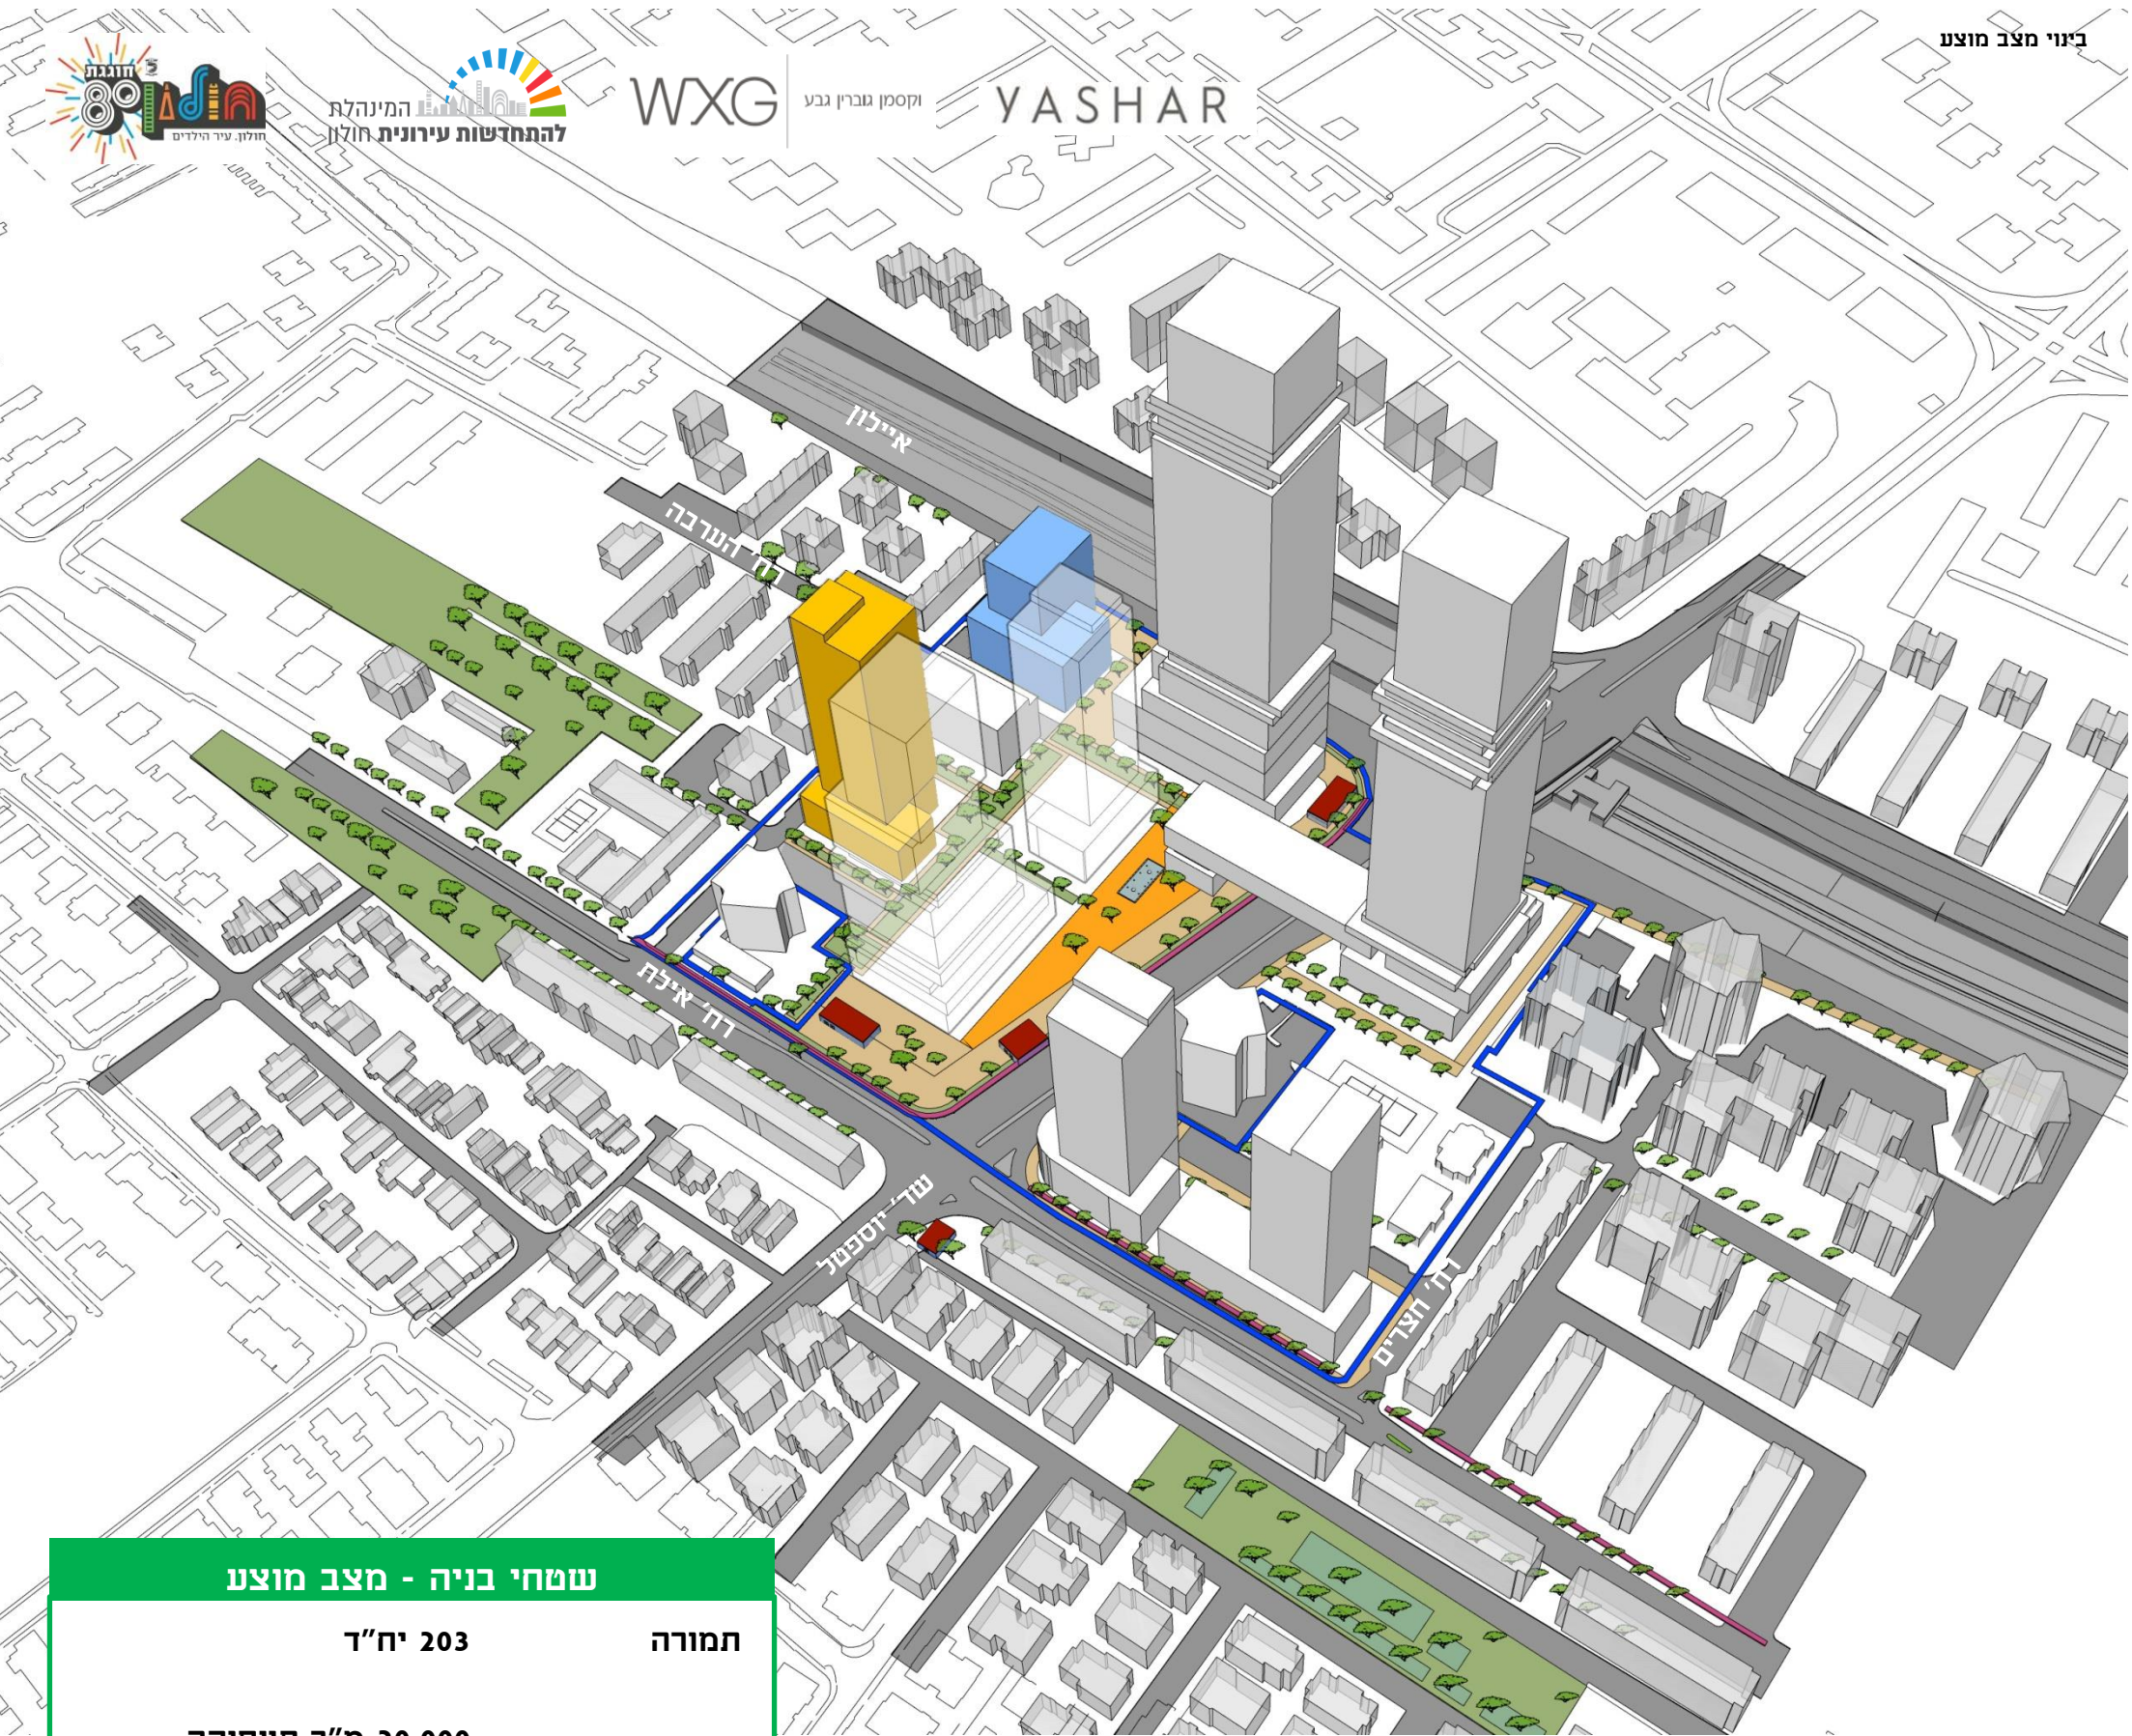 בינוי מצב מוצע
חוגגת 80
חולון
חולון. עיר הילדים
המינהלת
להתחדשות עירונית חולון
WXG
וקסמן גוברין גבע
YASHAR
איילון
רח' הערבה
רח' אילת
שד' יוספטל
רח' חצרים
שטחי בניה - מצב מוצע
תמורה 203 יח"ד